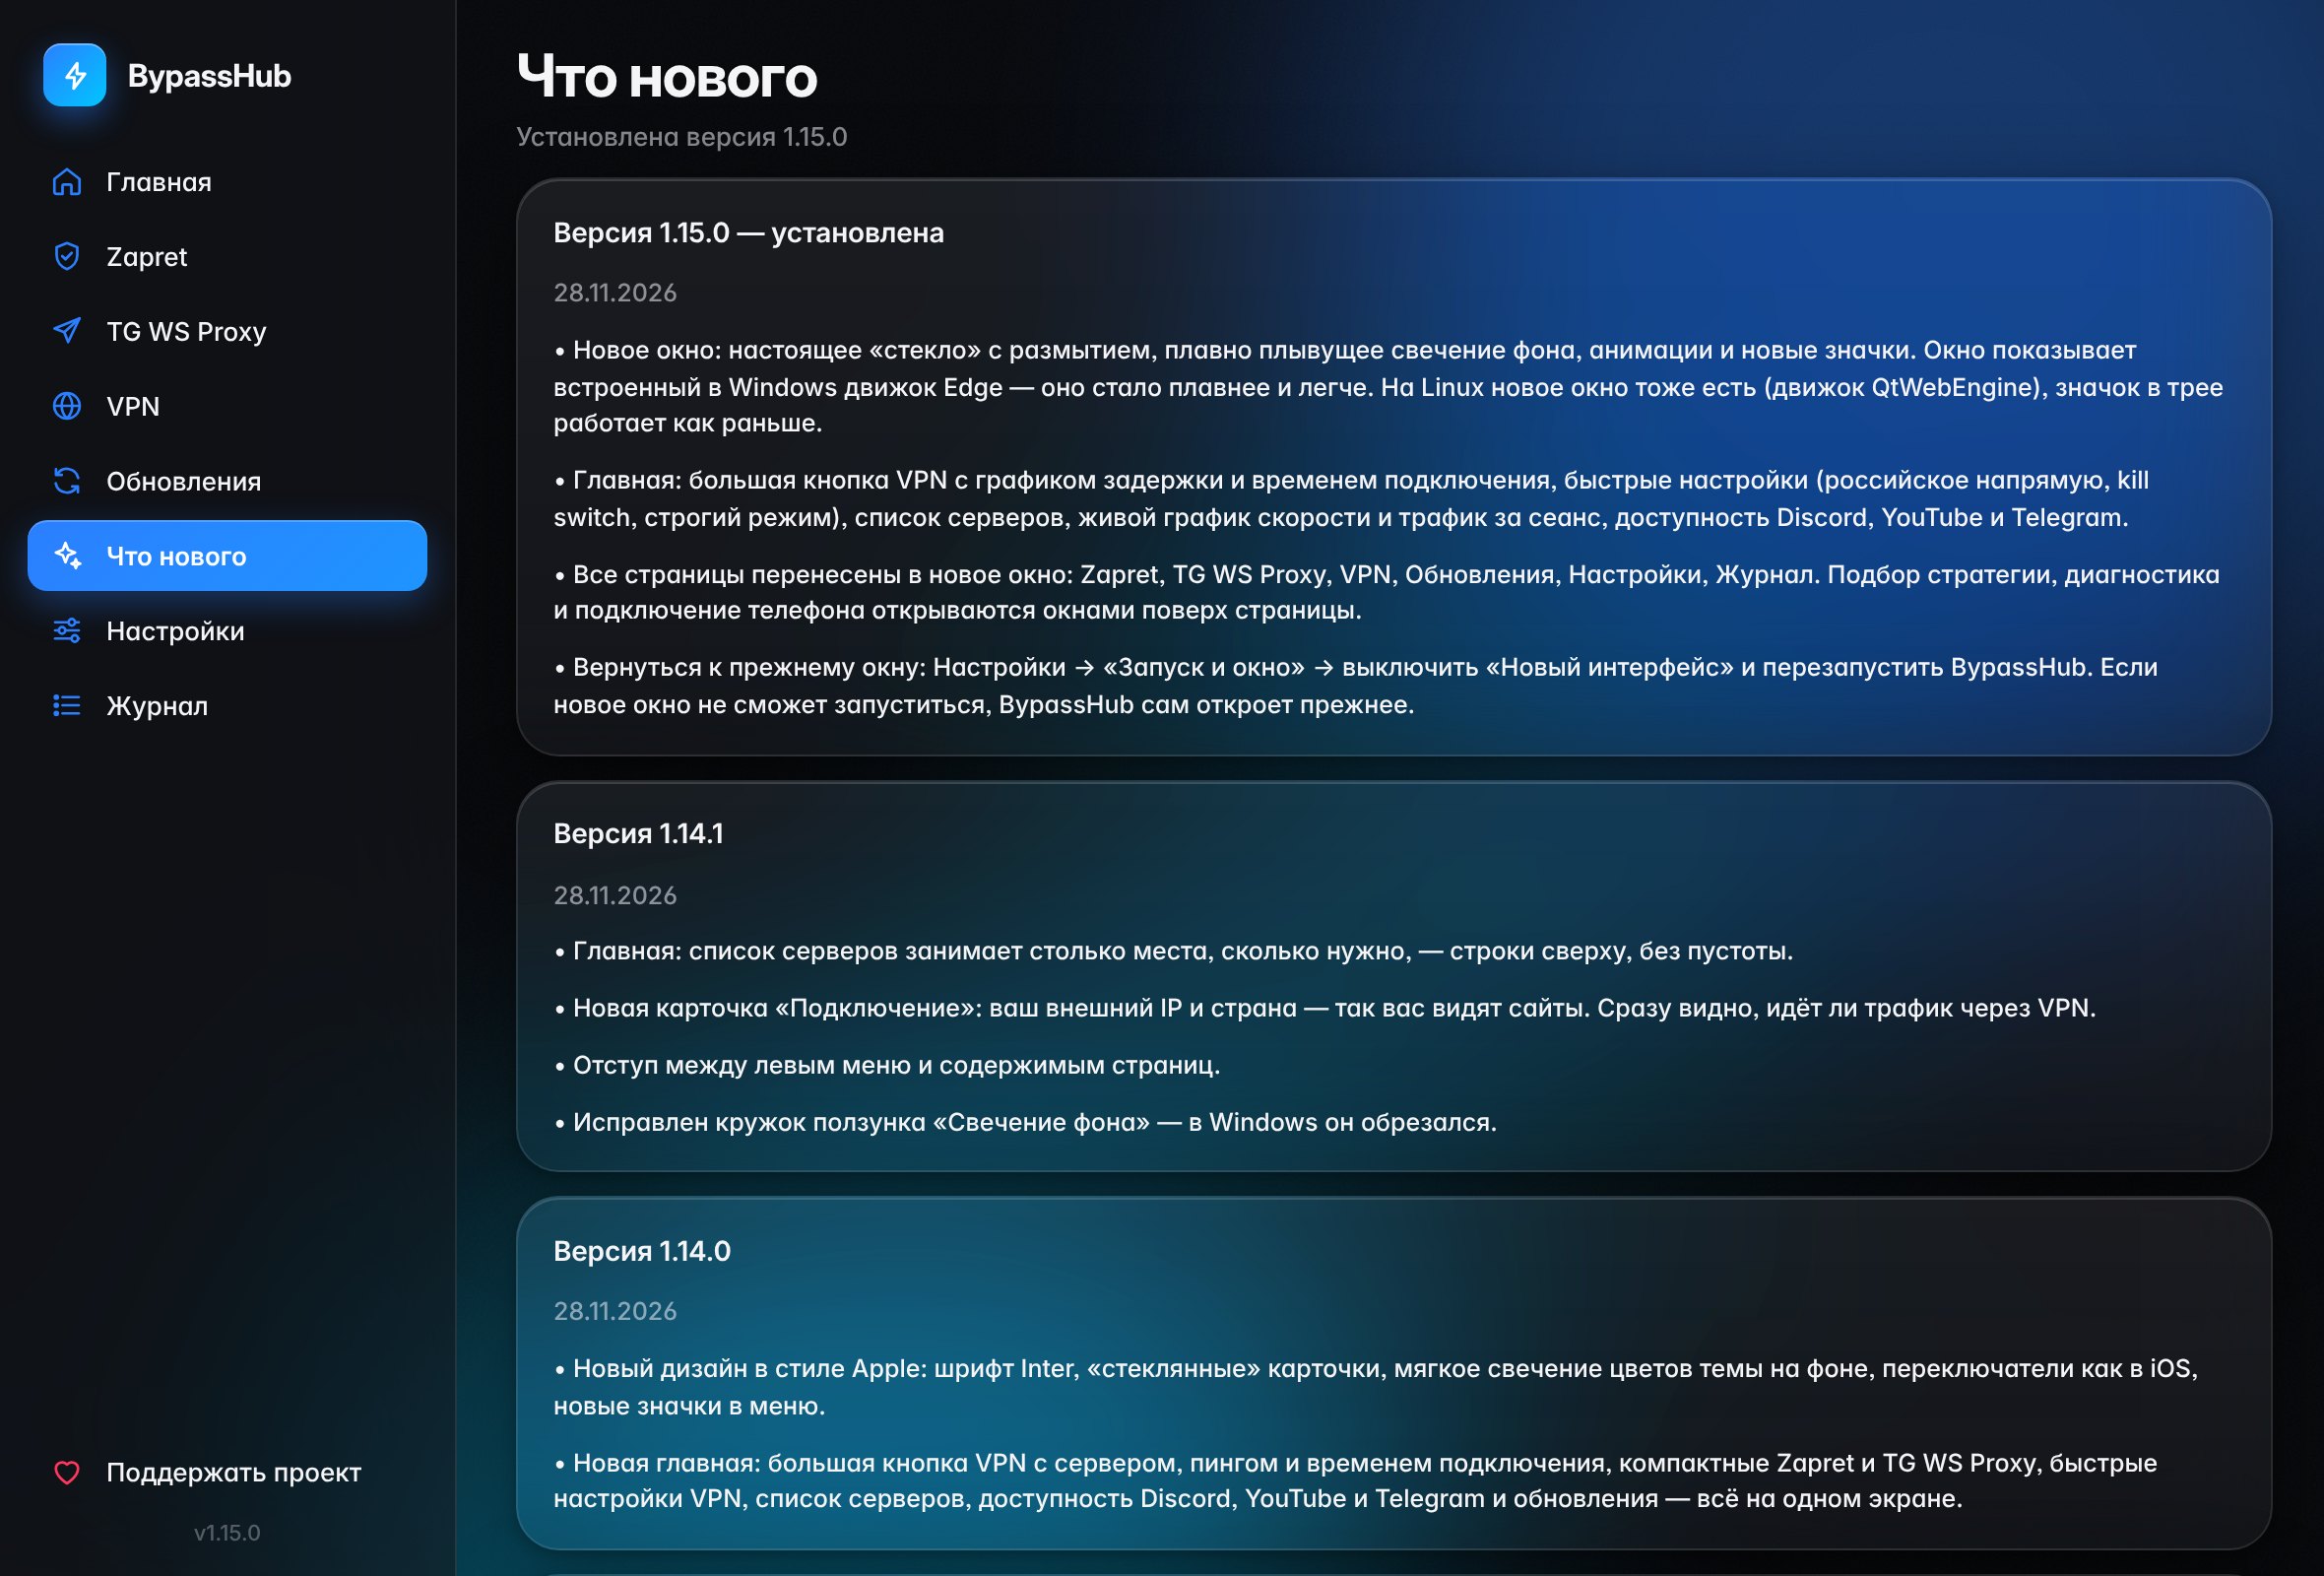 BypassHub
Главная
Zapret
TG WS Proxy
VPN
Обновления
Что нового
Настройки
Журнал
Поддержать проект
v1.15.0
Что нового
Установлена версия 1.15.0
Версия 1.15.0 — установлена
28.11.2026
• Новое окно: настоящее «стекло» с размытием, плавно плывущее свечение фона, анимации и новые значки. Окно показывает
встроенный в Windows движок Edge — оно стало плавнее и легче. На Linux новое окно тоже есть (движок QtWebEngine), значок в трее
работает как раньше.
• Главная: большая кнопка VPN с графиком задержки и временем подключения, быстрые настройки (российское напрямую, kill
switch, строгий режим), список серверов, живой график скорости и трафик за сеанс, доступность Discord, YouTube и Telegram.
• Все страницы перенесены в новое окно: Zapret, TG WS Proxy, VPN, Обновления, Настройки, Журнал. Подбор стратегии, диагностика
и подключение телефона открываются окнами поверх страницы.
• Вернуться к прежнему окну: Настройки → «Запуск и окно» → выключить «Новый интерфейс» и перезапустить BypassHub. Если
новое окно не сможет запуститься, BypassHub сам откроет прежнее.
Версия 1.14.1
28.11.2026
• Главная: список серверов занимает столько места, сколько нужно, — строки сверху, без пустоты.
• Новая карточка «Подключение»: ваш внешний IP и страна — так вас видят сайты. Сразу видно, идёт ли трафик через VPN.
• Отступ между левым меню и содержимым страниц.
• Исправлен кружок ползунка «Свечение фона» — в Windows он обрезался.
Версия 1.14.0
28.11.2026
• Новый дизайн в стиле Apple: шрифт Inter, «стеклянные» карточки, мягкое свечение цветов темы на фоне, переключатели как в iOS,
новые значки в меню.
• Новая главная: большая кнопка VPN с сервером, пингом и временем подключения, компактные Zapret и TG WS Proxy, быстрые
настройки VPN, список серверов, доступность Discord, YouTube и Telegram и обновления — всё на одном экране.